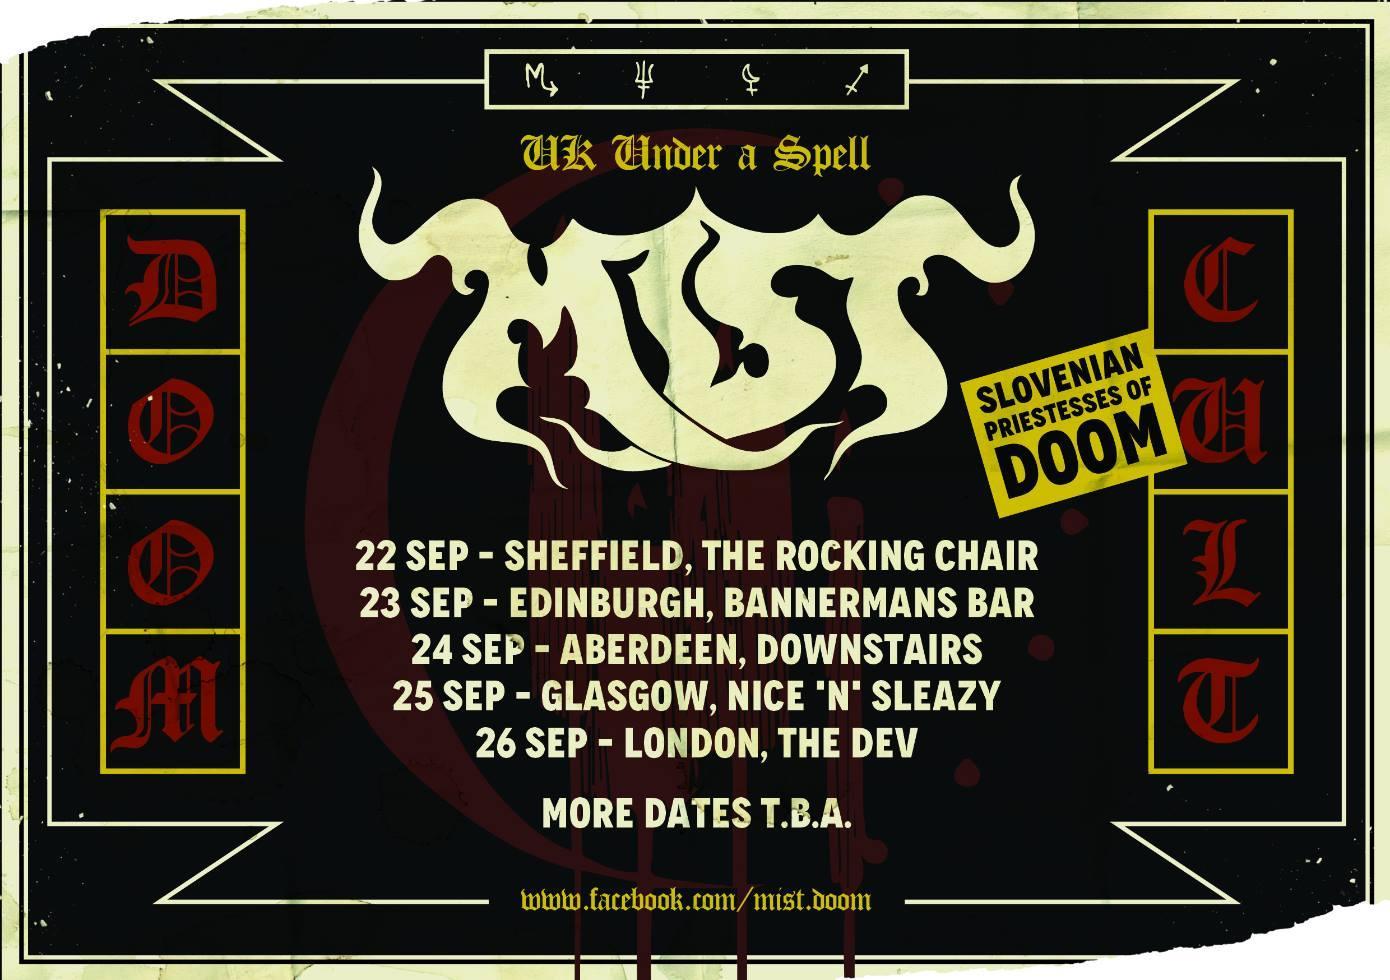 UK Under a Spell
MIST
DOOM
CULT
SLOVENIAN
PRIESTESSES OF
DOOM
22 SEP - SHEFFIELD, THE ROCKING CHAIR
23 SEP - EDINBURGH, BANNERMANS BAR
24 SEP - ABERDEEN, DOWNSTAIRS
25 SEP - GLASGOW, NICE 'N' SLEAZY
26 SEP - LONDON, THE DEV
MORE DATES T.B.A.
www.facebook.com/mist.doom